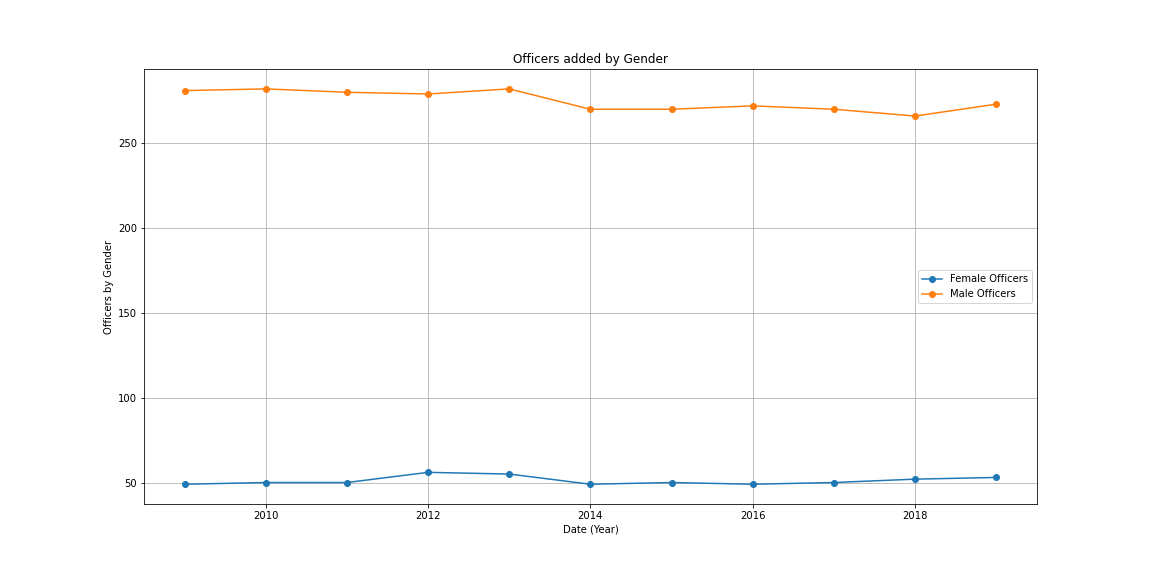 Officers added by Gender
Officers by Gender
250
200
150
100
50
Female Officers
Male Officers
2010
2012
2014
2016
2018
Date (Year)